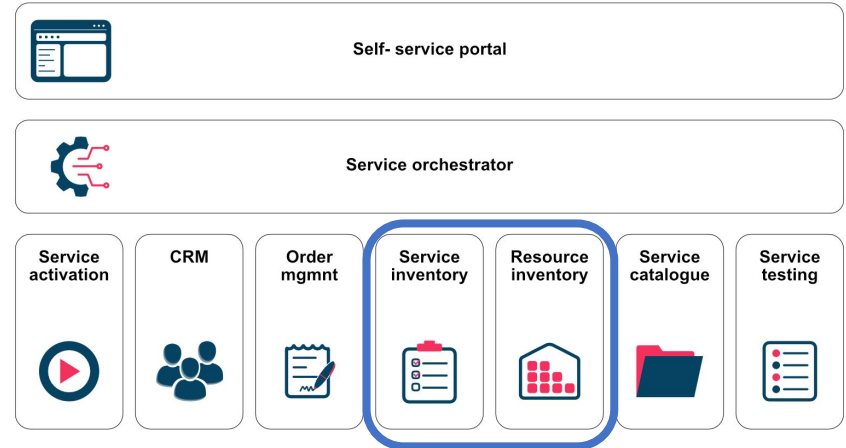 Self- service portal
Service orchestrator
Service
activation
CRM
Order
mgmnt
Service
inventory
Resource
inventory
Service
catalogue
Service
testing